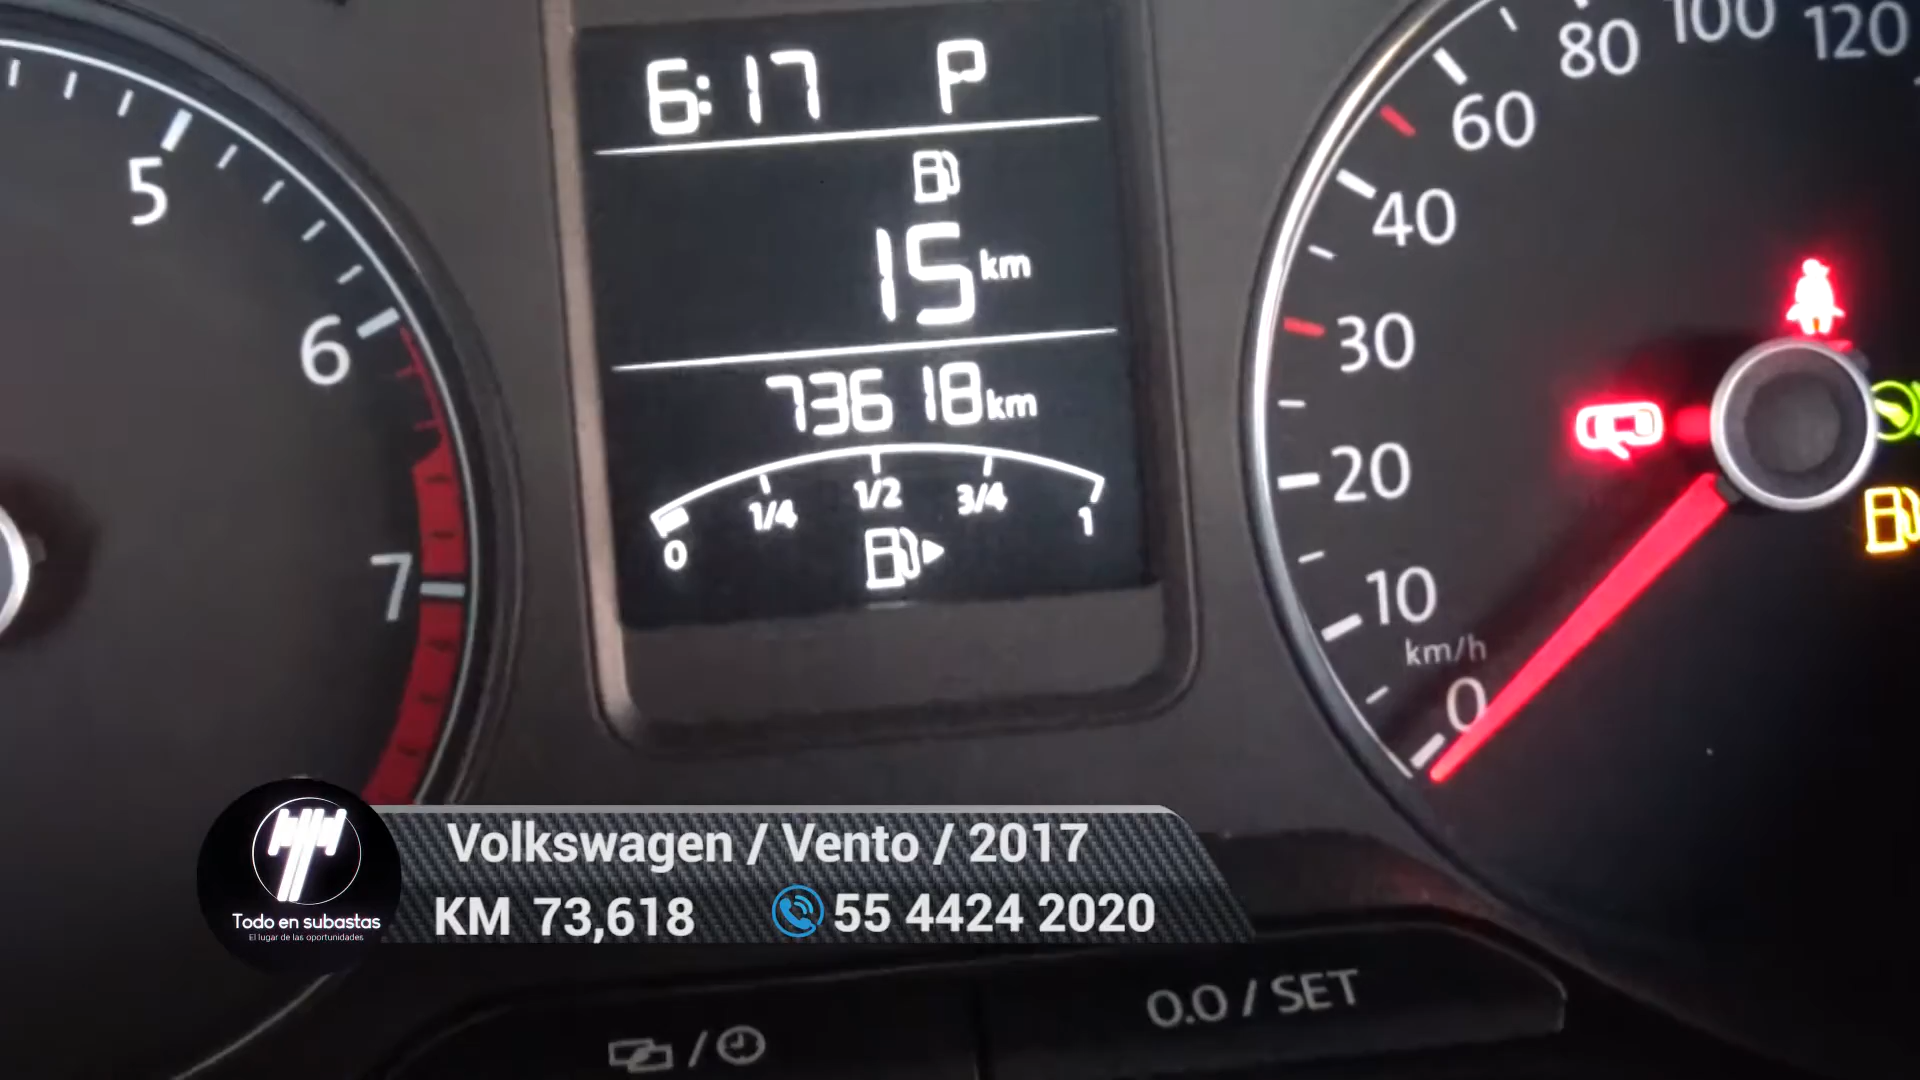 6:17 P
15 km
73618 km
0 1/4 1/2 3/4 1
5
6
7
120
100
80
60
40
30
20
10
km/h
0
Volkswagen / Vento / 2017
KM 73,618 55 4424 2020
Todo en subastas
El lugar de las oportunidades
0.0 / SET
/